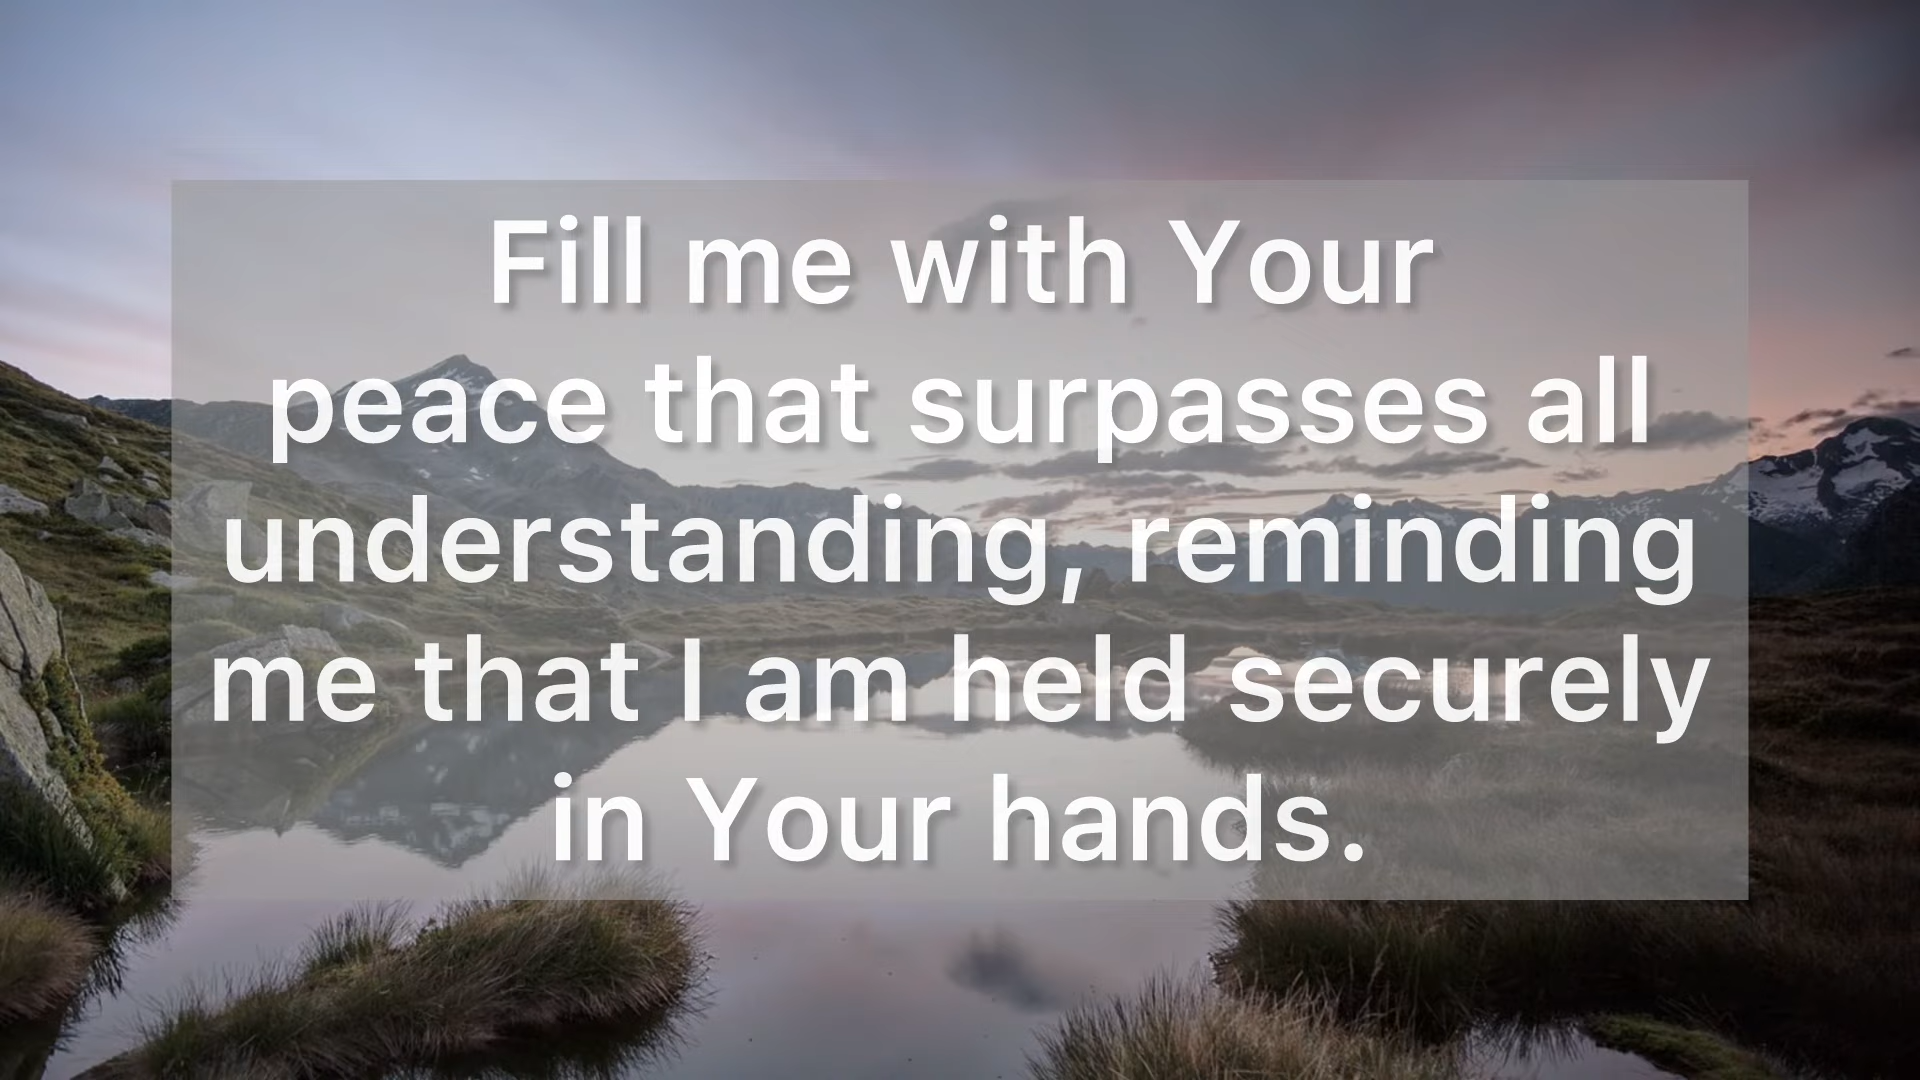 Fill me with Your
peace that surpasses all
understanding, reminding
me that I am held securely
in Your hands.